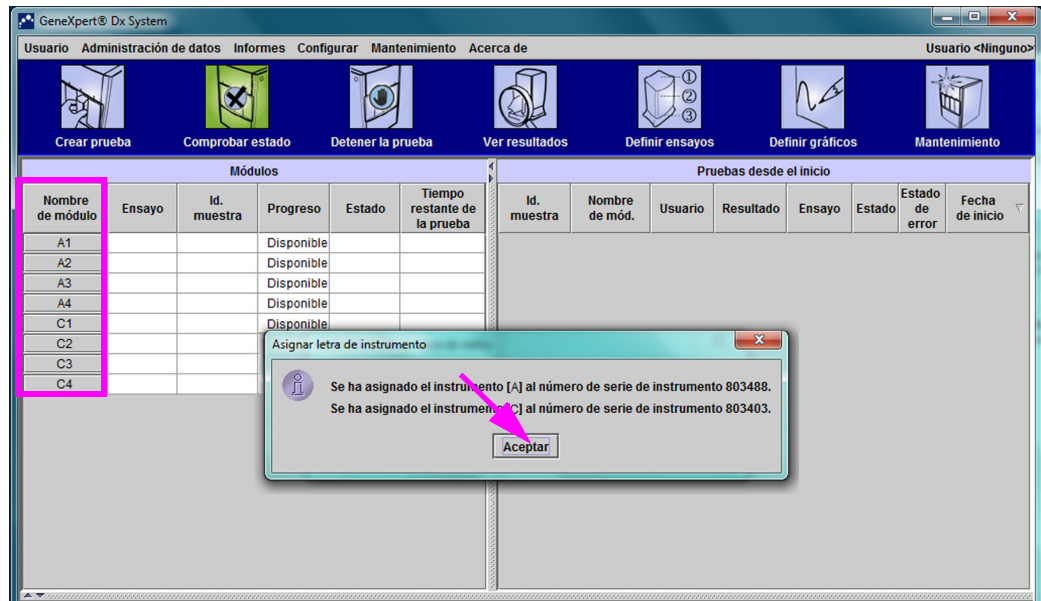 GeneXpert® Dx System
Usuario Administración de datos Informes Configurar Mantenimiento Acerca de Usuario <Ninguno>
Crear prueba Comprobar estado Detener la prueba Ver resultados Definir ensayos Definir gráficos Mantenimiento
1
2
3
Módulos
Nombre de módulo Ensayo Id. muestra Progreso Estado Tiempo restante de la prueba
A1 Disponible
A2 Disponible
A3 Disponible
A4 Disponible
C1 Disponible
C2
C3
C4
Pruebas desde el inicio
Id. muestra Nombre de mód. Usuario Resultado Ensayo Estado Estado de error Fecha de inicio
Asignar letra de instrumento
Se ha asignado el instrumento [A] al número de serie de instrumento 803488.
Se ha asignado el instrumento [C] al número de serie de instrumento 803403.
Aceptar